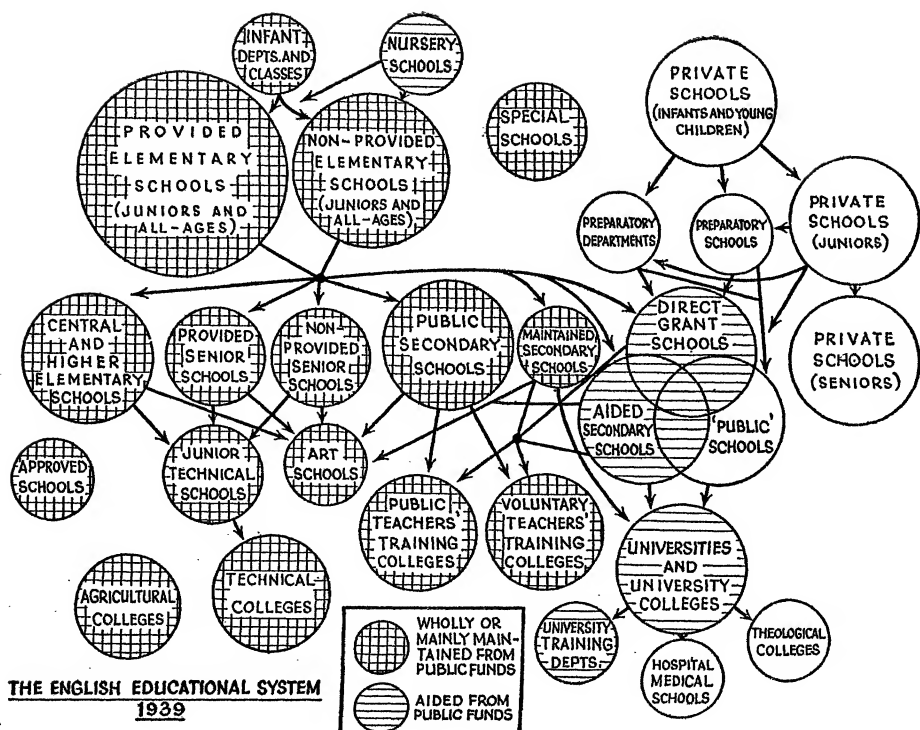 INFANT
DEPTS. AND
CLASSES
NURSERY
SCHOOLS
PROVIDED
ELEMENTARY
SCHOOLS
(JUNIORS AND
ALL-AGES)
NON-PROVIDED
ELEMENTARY
SCHOOLS
(JUNIORS AND
ALL-AGES)
SPECIAL
SCHOOLS
PRIVATE
SCHOOLS
(INFANTS AND YOUNG
CHILDREN)
PREPARATORY
DEPARTMENTS
PREPARATORY
SCHOOLS
PRIVATE
SCHOOLS
(JUNIORS)
CENTRAL
AND
HIGHER
ELEMENTARY
SCHOOLS
PROVIDED
SENIOR
SCHOOLS
NON-
PROVIDED
SENIOR
SCHOOLS
PUBLIC
SECONDARY
SCHOOLS
MAINTAINED
SECONDARY
SCHOOLS
DIRECT
GRANT
SCHOOLS
PRIVATE
SCHOOLS
(SENIORS)
AIDED
SECONDARY
SCHOOLS
'PUBLIC'
SCHOOLS
APPROVED
SCHOOLS
JUNIOR
TECHNICAL
SCHOOLS
ART
SCHOOLS
PUBLIC
TEACHERS'
TRAINING
COLLEGES
VOLUNTARY
TEACHERS'
TRAINING
COLLEGES
UNIVERSITIES
AND
UNIVERSITY
COLLEGES
AGRICULTURAL
COLLEGES
TECHNICAL
COLLEGES
UNIVERSITY
TRAINING
DEPTS.
HOSPITAL
MEDICAL
SCHOOLS
THEOLOGICAL
COLLEGES
WHOLLY OR
MAINLY MAIN-
TAINED FROM
PUBLIC FUNDS
AIDED FROM
PUBLIC FUNDS
THE ENGLISH EDUCATIONAL SYSTEM
1939